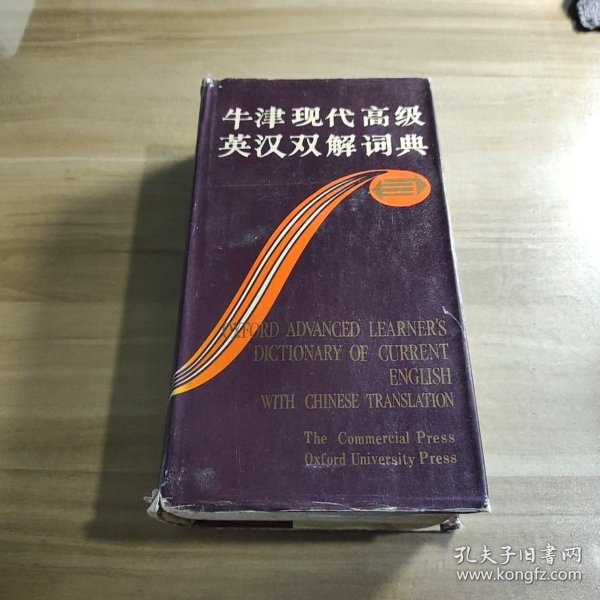 牛津现代高级
英汉双解词典
OXFORD ADVANCED LEARNER'S
DICTIONARY OF CURRENT
ENGLISH
WITH CHINESE TRANSLATION
The Commercial Press
Oxford University Press
孔夫子旧书网
www.kongfz.com